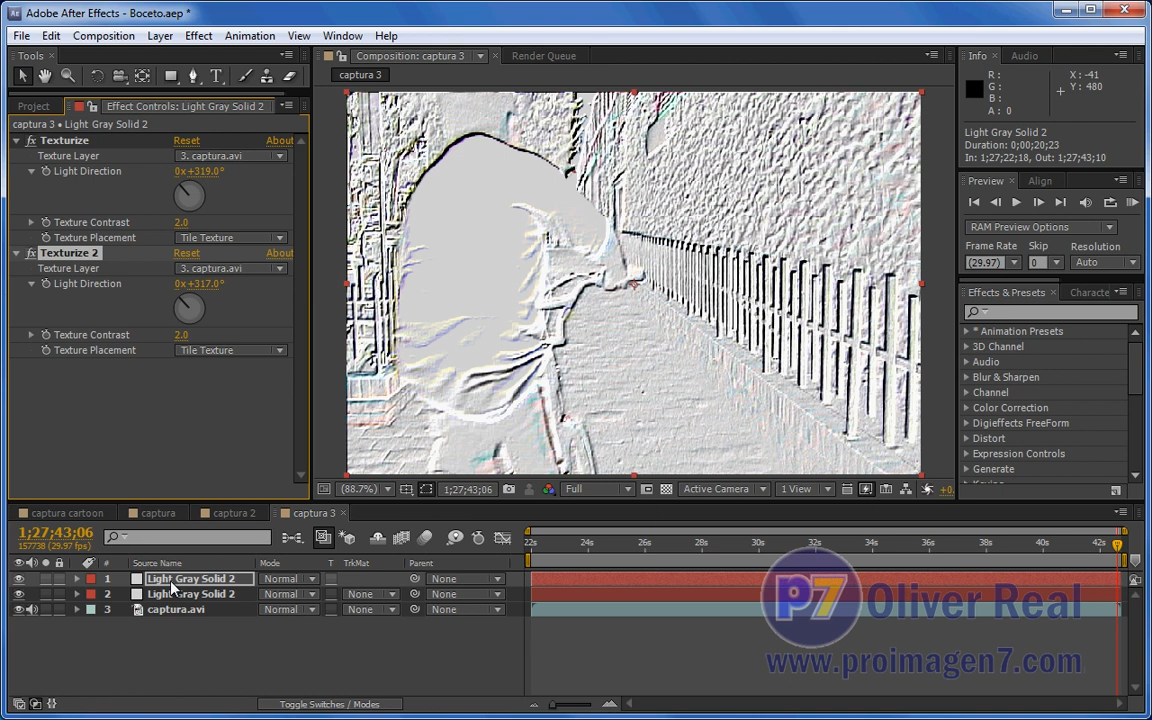 Adobe After Effects - Boceto.aep *
File Edit Composition Layer Effect Animation View Window Help
Tools
Composition: captura 3
Render Queue
Info
Audio
captura 3
R :
G :
B :
A : 0
X : -41
Y : 480
Light Gray Solid 2
Duration: 0;00;20;23
In: 1;27;22;18, Out: 1;27;43;10
Project
Effect Controls: Light Gray Solid 2
captura 3 • Light Gray Solid 2
fx Texturize Reset About
Texture Layer 3. captura.avi
Light Direction 0x+319.0°
Texture Contrast 2.0
Texture Placement Tile Texture
fx Texturize 2 Reset About
Texture Layer 3. captura.avi
Light Direction 0x+317.0°
Texture Contrast 2.0
Texture Placement Tile Texture
Preview
Align
RAM Preview Options
Frame Rate Skip Resolution
(29.97) 0 Auto
Effects & Presets
Characte
* Animation Presets
3D Channel
Audio
Blur & Sharpen
Channel
Color Correction
Digieffects FreeForm
Distort
Expression Controls
Generate
(88.7%) 1;27;43;06 Full Active Camera 1 View +0.
captura cartoon
captura
captura 2
captura 3
1;27;43;06
157738 (29.97 fps)
22s 24s 26s 28s 30s 32s 34s 36s 38s 40s 42s
# Source Name Mode T TrkMat Parent
1 Light Gray Solid 2 Normal None
2 Light Gray Solid 2 Normal None None
3 captura.avi Normal None None
p7 Oliver Real
www.proimagen7.com
Toggle Switches / Modes